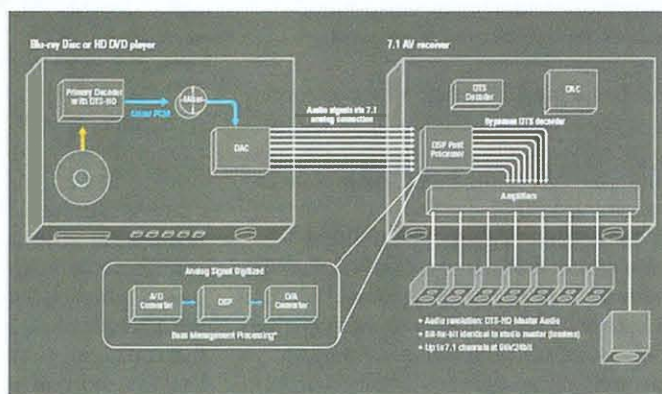 Blu-ray Disc or HD DVD player
7.1 AV receiver
Primary Decoder
with DTS-HD
Mixer
Linear PCM
DAC
Audio signals via 7.1
analog connection
DTS
Decoder
DAC
Bypasses DTS decoder
DSP Post
Processor
Amplifiers
Analog Signal Digitized
A/D
Converter
DSP
D/A
Converter
Bass Management Processing*
• Audio resolution: DTS-HD Master Audio
• Bit-for-bit identical to studio master (lossless)
• Up to 7.1 channels at 96k/24bit